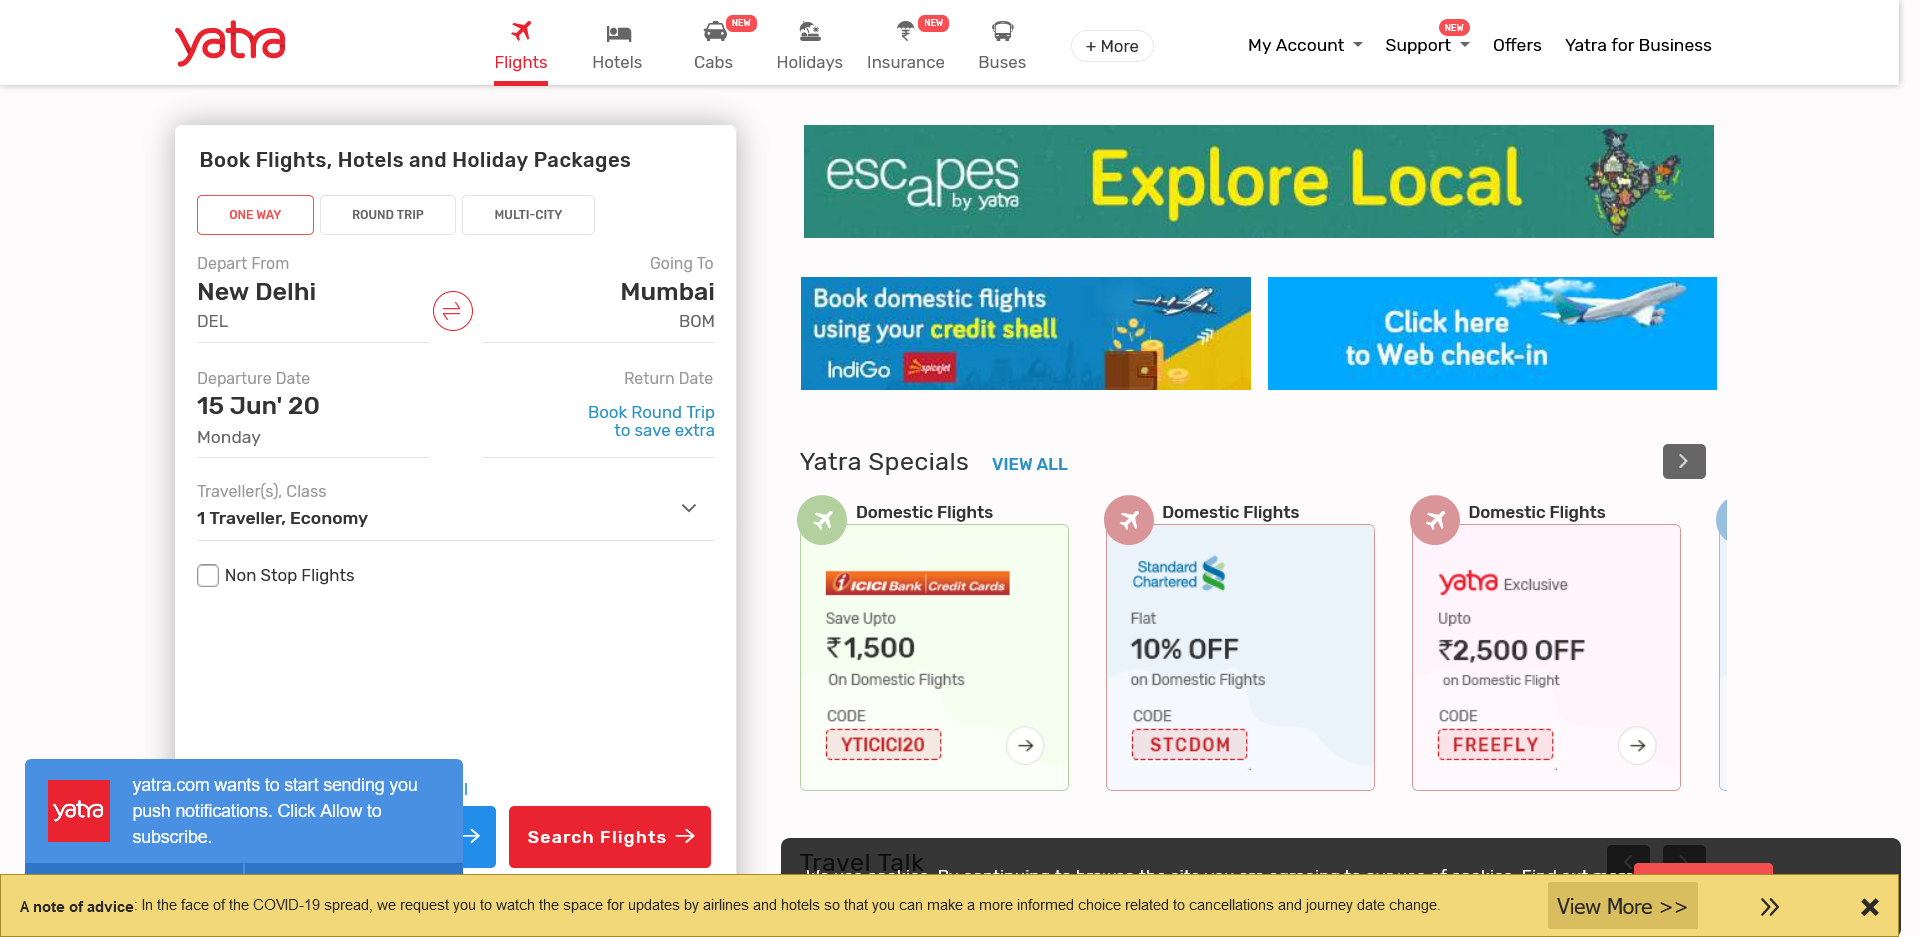 yatra
Flights
Hotels
NEW
Cabs
Holidays
NEW
Insurance
Buses
+ More
My Account
NEW
Support
Offers
Yatra for Business
Book Flights, Hotels and Holiday Packages
ONE WAY
ROUND TRIP
MULTI-CITY
Depart From
New Delhi
DEL
Going To
Mumbai
BOM
Departure Date
15 Jun' 20
Monday
Return Date
Book Round Trip
to save extra
Traveller(s), Class
1 Traveller, Economy
Non Stop Flights
Search Flights
escapes
by yatra
Explore Local
Book domestic flights
using your credit shell
IndiGo
spicejet
Click here
to Web check-in
Yatra Specials
VIEW ALL
Domestic Flights
ICICI Bank Credit Cards
Save Upto
₹1,500
On Domestic Flights
CODE
YTICICI20
Domestic Flights
Standard
Chartered
Flat
10% OFF
on Domestic Flights
CODE
STCDOM
Domestic Flights
yatra Exclusive
Upto
₹2,500 OFF
on Domestic Flight
CODE
FREEFLY
yatra
yatra.com wants to start sending you
push notifications. Click Allow to
subscribe.
Travel Talk
We use cookies. By continuing to browse the site you are agreeing to our use of cookies. Find out more
A note of advice: In the face of the COVID-19 spread, we request you to watch the space for updates by airlines and hotels so that you can make a more informed choice related to cancellations and journey date change.
View More >>